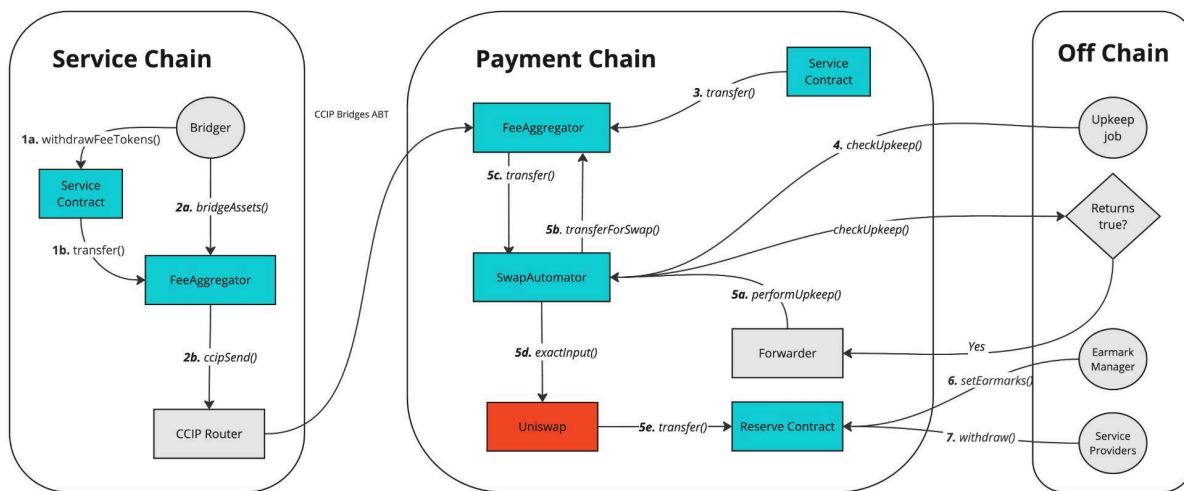 Service Chain
Bridger
1a. withdrawFeeTokens()
Service
Contract
2a. bridgeAssets()
1b. transfer()
FeeAggregator
2b. ccipSend()
CCIP Router
CCIP Bridges ABT
Payment Chain
Service
Contract
3. transfer()
FeeAggregator
5c. transfer()
5b. transferForSwap()
4. checkUpkeep()
checkUpkeep()
SwapAutomator
5a. performUpkeep()
5d. exactInput()
Forwarder
Uniswap
5e. transfer()
Reserve Contract
Off Chain
Upkeep
job
Returns
true?
Yes
Earmark
Manager
6. setEarmarks()
7. withdraw()
Service
Providers